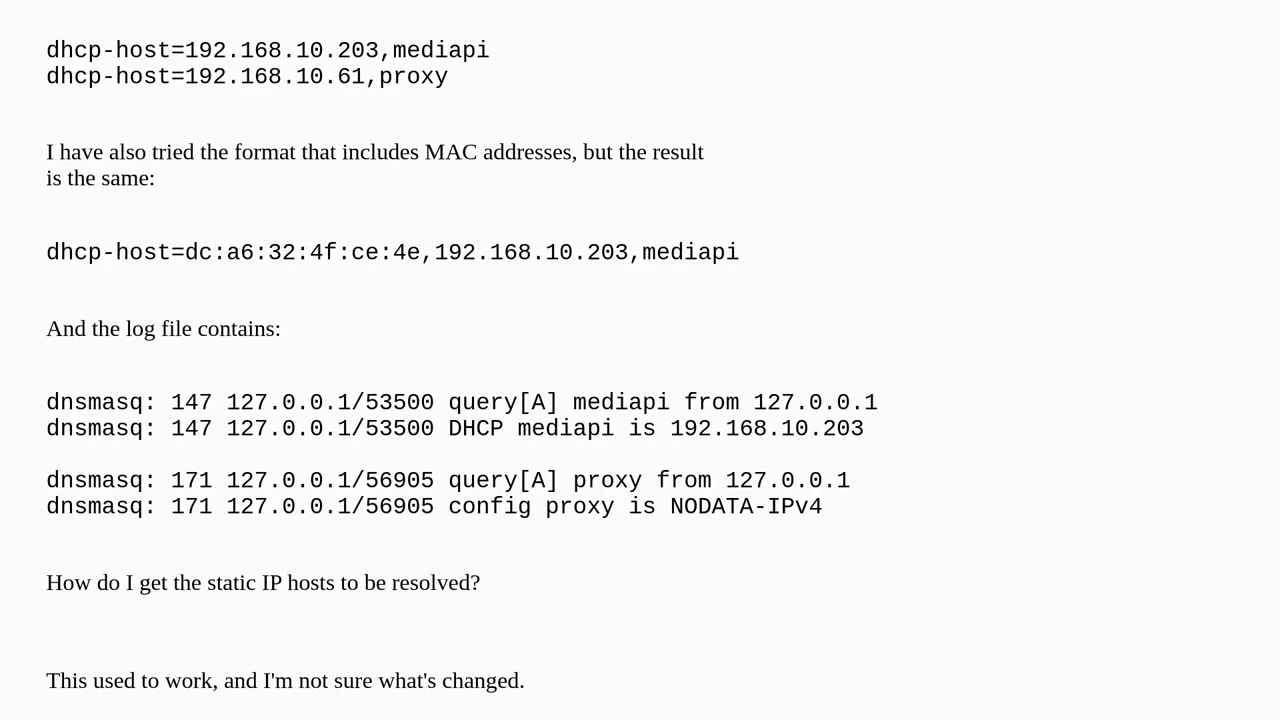 dhcp-host=192.168.10.203,mediapi
dhcp-host=192.168.10.61,proxy
I have also tried the format that includes MAC addresses, but the result
is the same:
dhcp-host=dc:a6:32:4f:ce:4e,192.168.10.203,mediapi
And the log file contains:
dnsmasq: 147 127.0.0.1/53500 query[A] mediapi from 127.0.0.1
dnsmasq: 147 127.0.0.1/53500 DHCP mediapi is 192.168.10.203
dnsmasq: 171 127.0.0.1/56905 query[A] proxy from 127.0.0.1
dnsmasq: 171 127.0.0.1/56905 config proxy is NODATA-IPv4
How do I get the static IP hosts to be resolved?
This used to work, and I'm not sure what's changed.